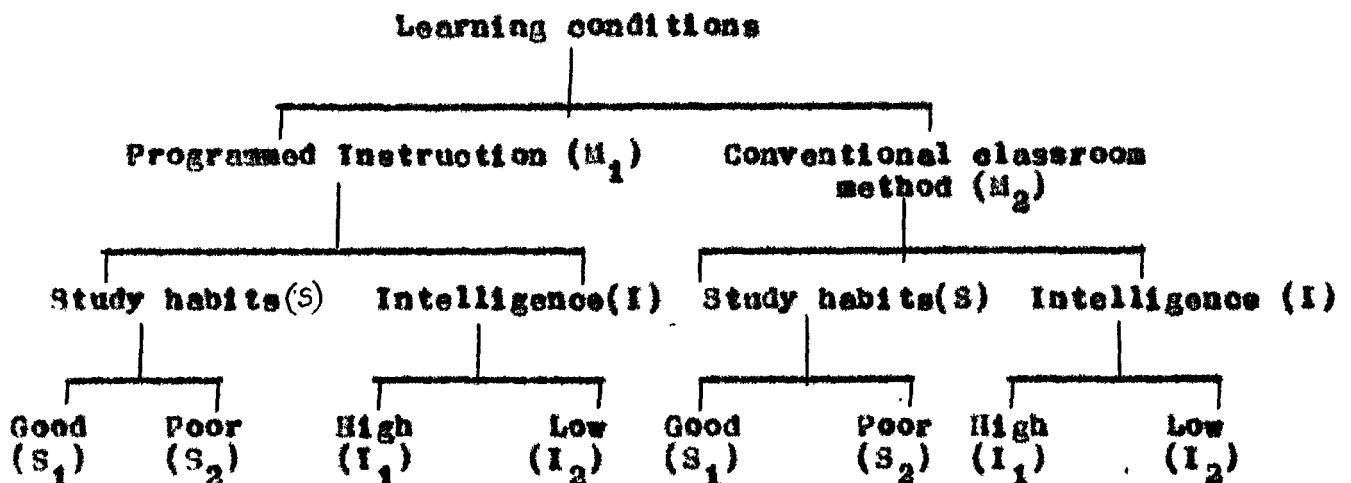 Learning conditions
Programmed Instruction (M₁) Conventional classroom
method (M₂)
Study habits(S) Intelligence(I) Study habits(S) Intelligence (I)
Good Poor High Low Good Poor High Low
(S₁) (S₂) (I₁) (I₂) (S₁) (S₂) (I₁) (I₂)